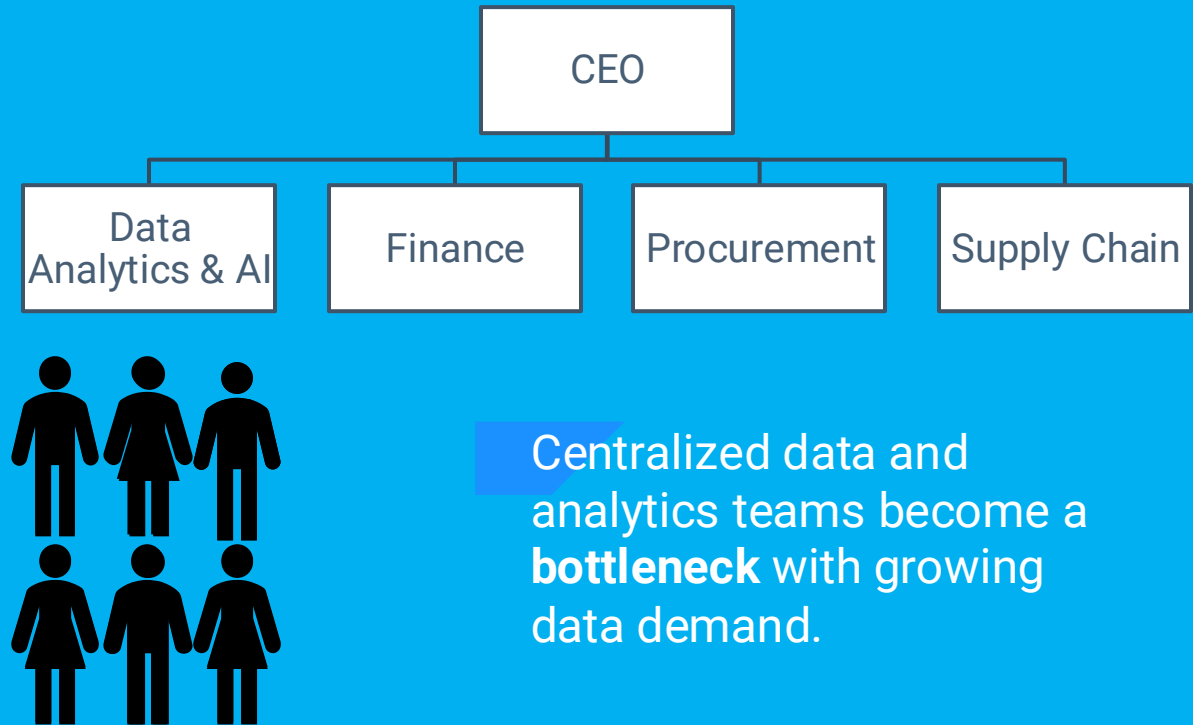 CEO
Data
Analytics & AI
Finance
Procurement
Supply Chain
Centralized data and
analytics teams become a
bottleneck with growing
data demand.